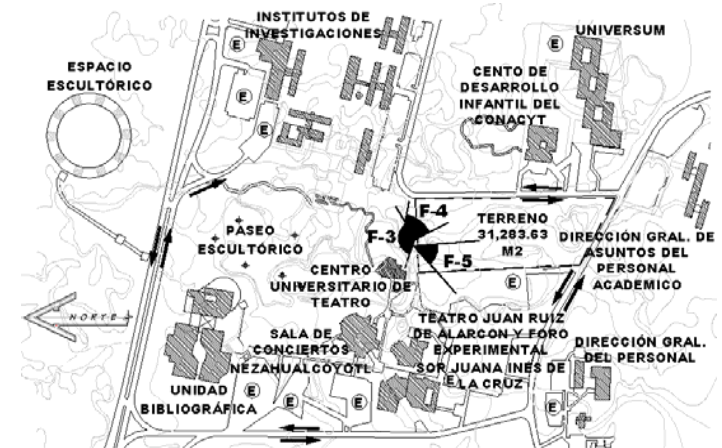 INSTITUTOS DE
INVESTIGACIONES
UNIVERSUM
ESPACIO
ESCULTÓRICO
CENTO DE
DESARROLLO
INFANTIL DEL
CONACYT
E
E
E
E
F-4
F-3
F-5
TERRENO
31,283.63
M2
PASEO
ESCULTÓRICO
DIRECCIÓN GRAL. DE
ASUNTOS DEL
PERSONAL
ACADEMICO
E
CENTRO
UNIVERSITARIO DE
TEATRO
NORTE
TEATRO JUAN RUIZ
DE ALARCON Y FORO
EXPERIMENTAL
SOR JUANA INES DE
LA CRUZ
SALA DE
CONCIERTOS
NEZAHUALCÓYOTL
DIRECCIÓN GRAL.
DEL PERSONAL
UNIDAD
BIBLIOGRÁFICA
E
E
E
E
E